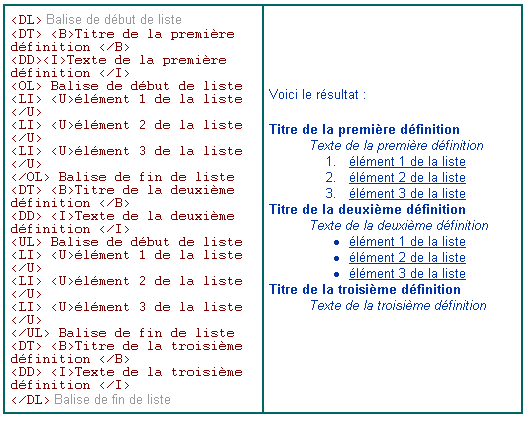 <DL> Balise de début de liste
<DT> <B>Titre de la première
définition </B>
<DD><I>Texte de la première
définition </I>
<OL> Balise de début de liste
<LI> <U>élément 1 de la liste
</U>
<LI> <U>élément 2 de la liste
</U>
<LI> <U>élément 3 de la liste
</U>
</OL> Balise de fin de liste
<DT> <B>Titre de la deuxième
définition </B>
<DD> <I>Texte de la deuxième
définition </I>
<UL> Balise de début de liste
<LI> <U>élément 1 de la liste
</U>
<LI> <U>élément 2 de la liste
</U>
<LI> <U>élément 3 de la liste
</U>
</UL> Balise de fin de liste
<DT> <B>Titre de la troisième
définition </B>
<DD> <I>Texte de la troisième
définition </I>
</DL> Balise de fin de liste
Voici le résultat :
Titre de la première définition
Texte de la première définition
1. élément 1 de la liste
2. élément 2 de la liste
3. élément 3 de la liste
Titre de la deuxième définition
Texte de la deuxième définition
• élément 1 de la liste
• élément 2 de la liste
• élément 3 de la liste
Titre de la troisième définition
Texte de la troisième définition